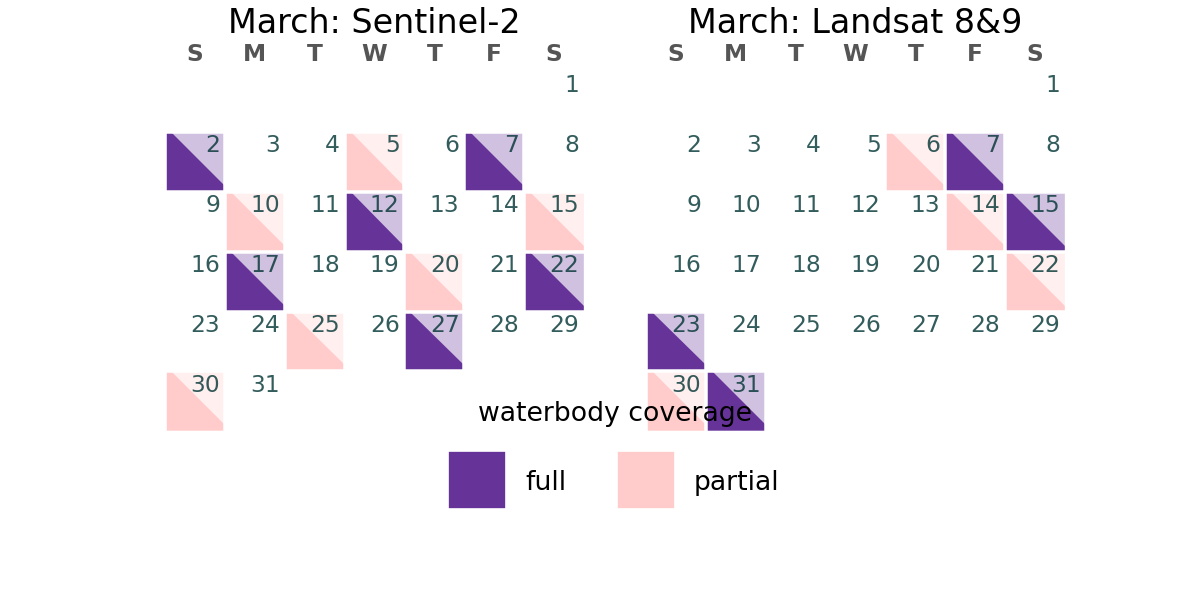 March: Sentinel-2
S M T W T F S
1
2 3 4 5 6 7 8
9 10 11 12 13 14 15
16 17 18 19 20 21 22
23 24 25 26 27 28 29
30 31
March: Landsat 8&9
S M T W T F S
1
2 3 4 5 6 7 8
9 10 11 12 13 14 15
16 17 18 19 20 21 22
23 24 25 26 27 28 29
30 31
waterbody coverage
full partial